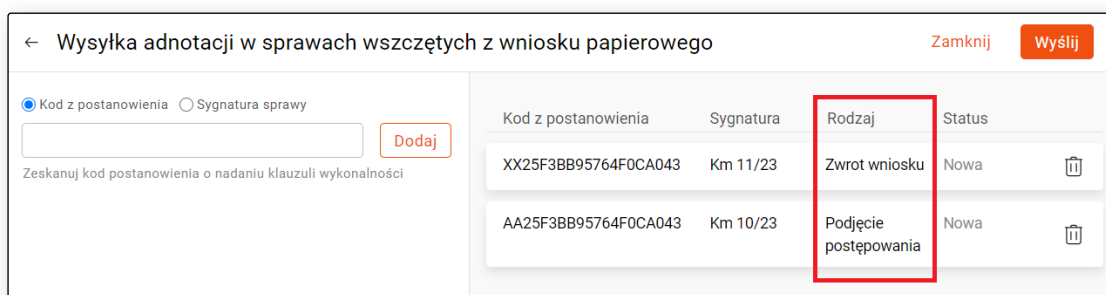 ← Wysyłka adnotacji w sprawach wszczętych z wniosku papierowego Zamknij Wyślij
Kod z postanowienia Sygnatura sprawy
Dodaj
Zeskanuj kod postanowienia o nadaniu klauzuli wykonalności
Kod z postanowienia Sygnatura Rodzaj Status
XX25F3BB95764F0CA043 Km 11/23 Zwrot wniosku Nowa
AA25F3BB95764F0CA043 Km 10/23 Podjęcie Nowa
postępowania